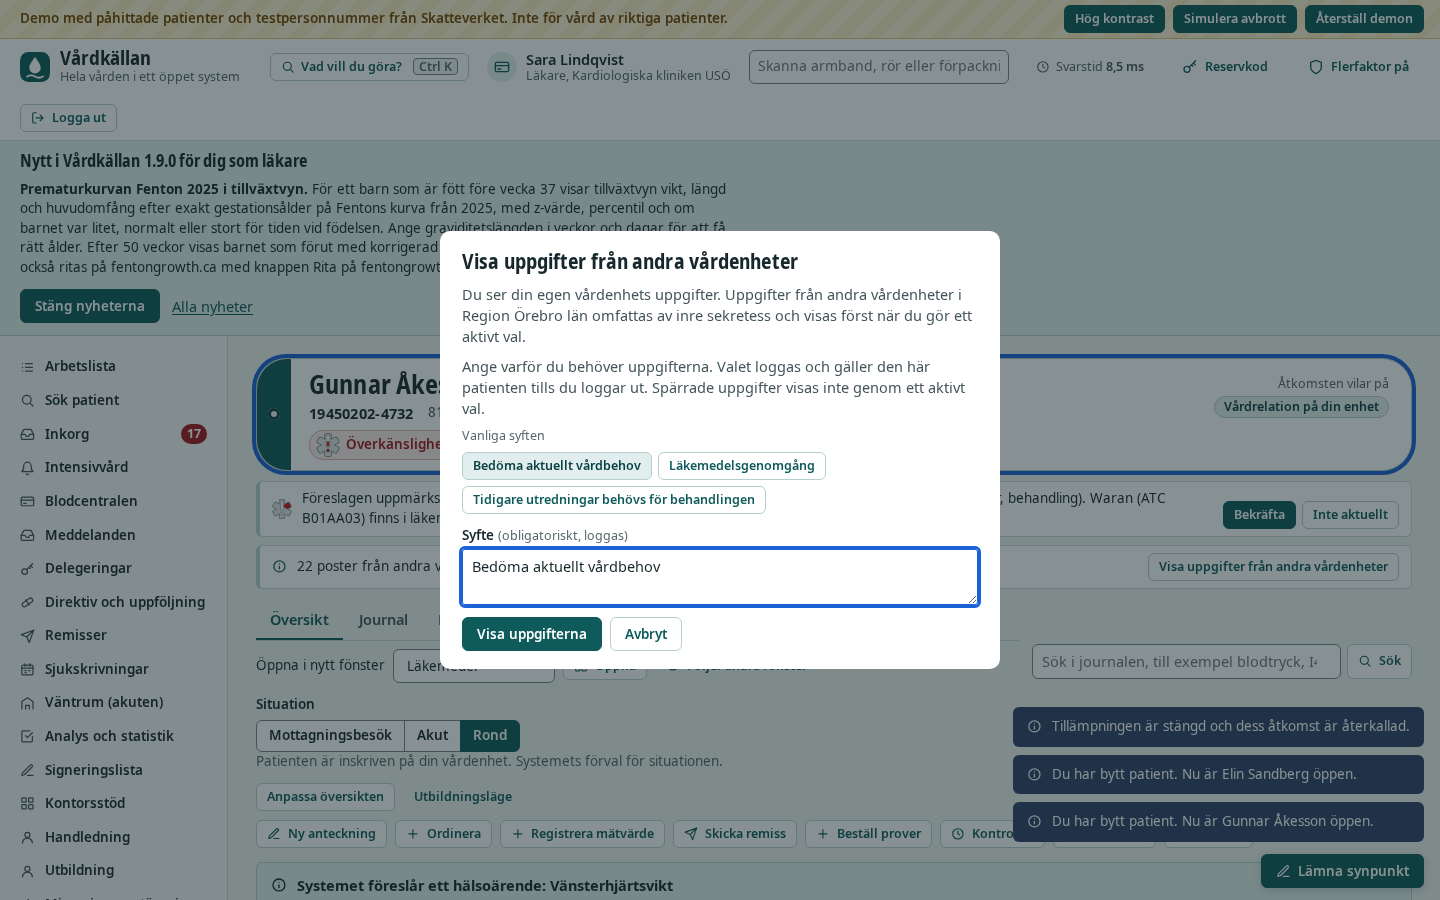 Demo med påhittade patienter och testpersonnummer från Skatteverket. Inte för vård av riktiga patienter.
Hög kontrast
Simulera avbrott
Återställ demon
Vårdkällan
Hela vården i ett öppet system
Vad vill du göra? Ctrl K
Sara Lindqvist
Läkare, Kardiologiska kliniken USÖ
Skanna armband, rör eller förpackni
Svarstid 8,5 ms
Reservkod
Flerfaktor på
Logga ut
Nytt i Vårdkällan 1.9.0 för dig som läkare
Prematurkurvan Fenton 2025 i tillväxtvyn. För ett barn som är fött före vecka 37 visar tillväxtvyn vikt, längd
och huvudomfång efter exakt gestationsålder på Fentons kurva från 2025, med z-värde, percentil och om
barnet var litet, normalt eller stort för tiden vid födelsen. Ange graviditetslängden i veckor och dagar för att få
rätt ålder. Efter 50 veckor visas barnet som förut med korrigerad
också ritas på fentongrowth.ca med knappen Rita på fentongrowt
Stäng nyheterna
Alla nyheter
Arbetslista
Sök patient
Inkorg 17
Intensivvård
Blodcentralen
Meddelanden
Delegeringar
Direktiv och uppföljning
Remisser
Sjukskrivningar
Väntrum (akuten)
Analys och statistik
Signeringslista
Kontorsstöd
Handledning
Utbildning
Gunnar Åkes
19450202-4732 81
Överkänslighe
Åtkomsten vilar på
Vårdrelation på din enhet
Föreslagen uppmärks
, behandling). Waran (ATC
B01AA03) finns i läker
Bekräfta
Inte aktuellt
22 poster från andra v
Visa uppgifter från andra vårdenheter
Visa uppgifter från andra vårdenheter
Du ser din egen vårdenhets uppgifter. Uppgifter från andra vårdenheter i
Region Örebro län omfattas av inre sekretess och visas först när du gör ett
aktivt val.
Ange varför du behöver uppgifterna. Valet loggas och gäller den här
patienten tills du loggar ut. Spärrade uppgifter visas inte genom ett aktivt
val.
Vanliga syften
Bedöma aktuellt vårdbehov
Läkemedelsgenomgång
Tidigare utredningar behövs för behandlingen
Syfte (obligatoriskt, loggas)
Bedöma aktuellt vårdbehov
Visa uppgifterna
Avbryt
Översikt
Journal
Öppna i nytt fönster
Läkemedel
Öppna
Sök i journalen, till exempel blodtryck, I4
Sök
Situation
Mottagningsbesök
Akut
Rond
Patienten är inskriven på din vårdenhet. Systemets förval för situationen.
Anpassa översikten
Utbildningsläge
Ny anteckning
Ordinera
Registrera mätvärde
Skicka remiss
Beställ prover
Kontro
Systemet föreslår ett hälsoärende: Vänsterhjärtsvikt
Tillämpningen är stängd och dess åtkomst är återkallad.
Du har bytt patient. Nu är Elin Sandberg öppen.
Du har bytt patient. Nu är Gunnar Åkesson öppen.
Lämna synpunkt